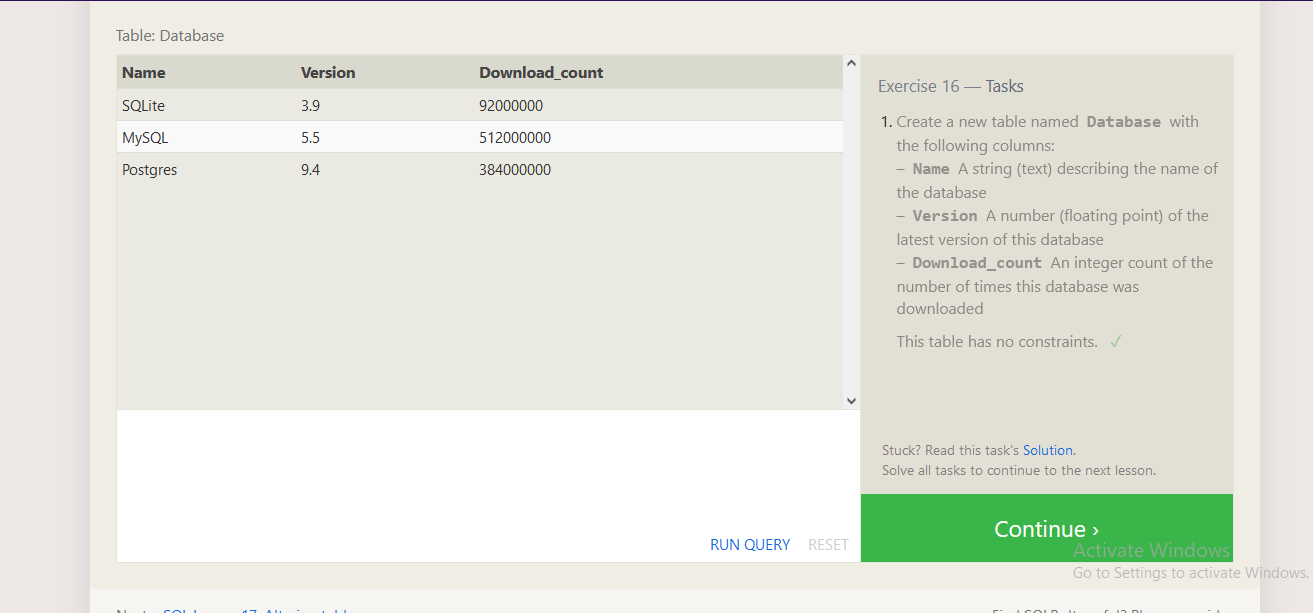 Table: Database
Name Version Download_count
SQLite 3.9 92000000
MySQL 5.5 512000000
Postgres 9.4 384000000
RUN QUERY RESET
Exercise 16 — Tasks
1. Create a new table named Database with
the following columns:
– Name A string (text) describing the name of
the database
– Version A number (floating point) of the
latest version of this database
– Download_count An integer count of the
number of times this database was
downloaded
This table has no constraints. ✓
Stuck? Read this task's Solution.
Solve all tasks to continue to the next lesson.
Continue ›
Activate Windows
Go to Settings to activate Windows.